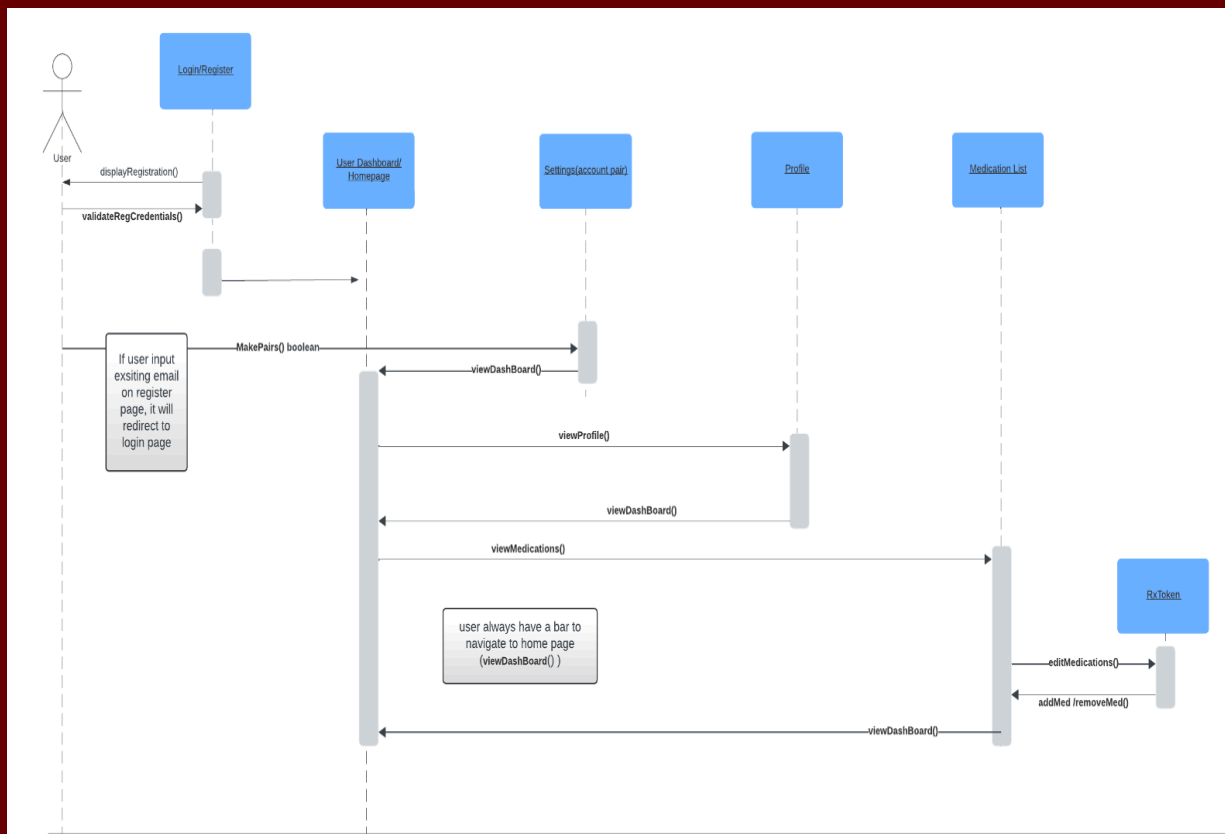 Login/Register
User Dashboard/
Homepage
Settings(account pair)
Profile
Medication List
User
displayRegistration()
validateRegCredentials()
MakePairs() boolean
If user input
exsiting email
on register
page, it will
redirect to
login page
viewDashBoard()
viewProfile()
viewDashBoard()
viewMedications()
RxToken
user always have a bar to
navigate to home page
(viewDashBoard() )
editMedications()
addMed /removeMed()
viewDashBoard()